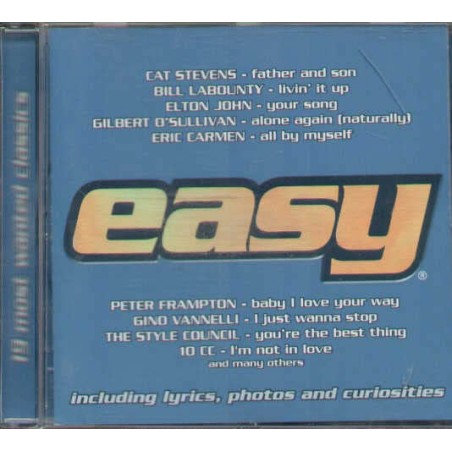 19 most wanted classics
CAT STEVENS - father and son
BILL LABOUNTY - livin' it up
ELTON JOHN - your song
GILBERT O'SULLIVAN - alone again (naturally)
ERIC CARMEN - all by myself
easy®
PETER FRAMPTON - baby I love your way
GINO VANNELLI - I just wanna stop
THE STYLE COUNCIL - you're the best thing
10 CC - I'm not in love
and many others
including lyrics, photos and curiosities